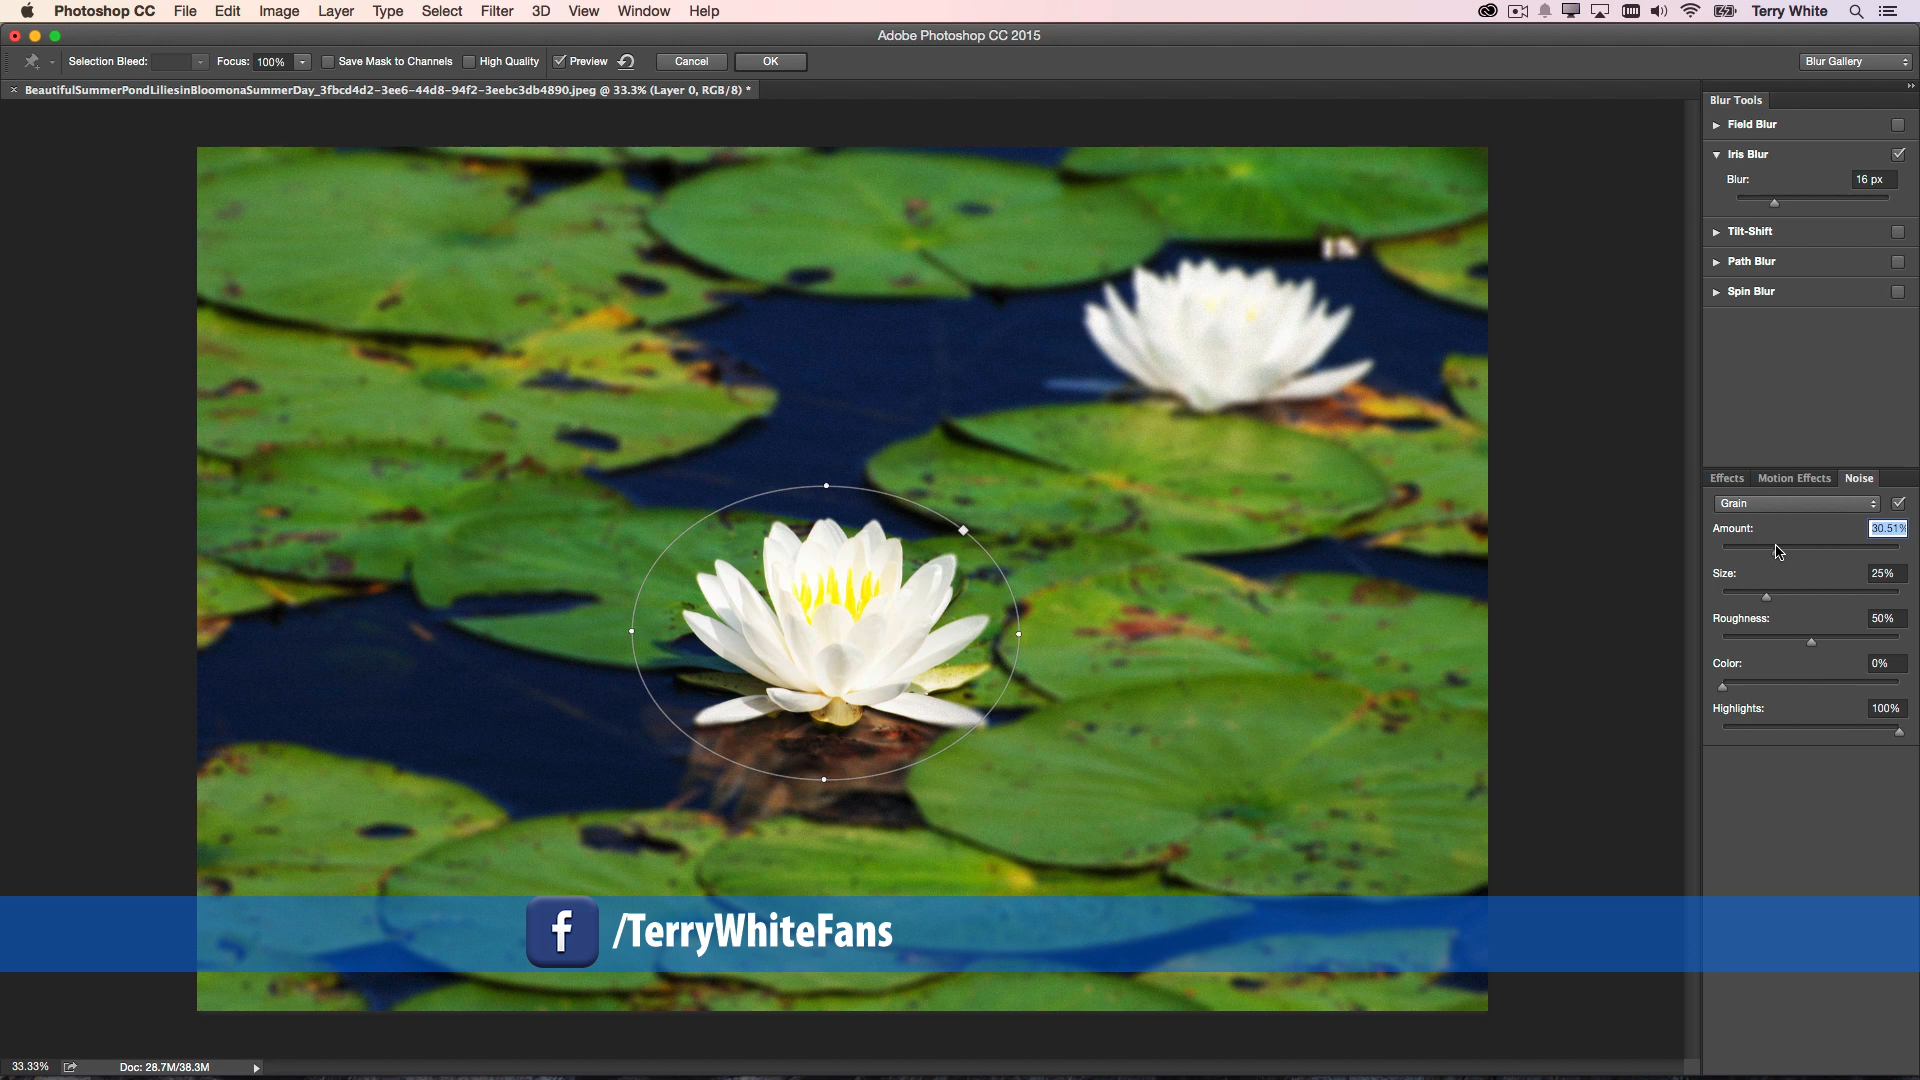 Photoshop CC File Edit Image Layer Type Select Filter 3D View Window Help Terry White
Adobe Photoshop CC 2015
Selection Bleed: Focus: 100% Save Mask to Channels High Quality Preview Cancel OK Blur Gallery
× BeautifulSummerPondLiliesinBloomonaSummerDay_3fbcd4d2-3ee6-44d8-94f2-3eebc3db4890.jpeg @ 33.3% (Layer 0, RGB/8) *
Blur Tools
Field Blur
Iris Blur
Blur: 16 px
Tilt-Shift
Path Blur
Spin Blur
Effects Motion Effects Noise
Grain
Amount: 30.51%
Size: 25%
Roughness: 50%
Color: 0%
Highlights: 100%
f /TerryWhiteFans
33.33% Doc: 28.7M/38.3M